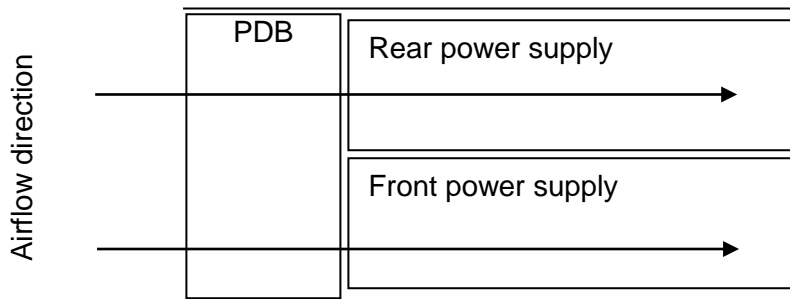 PDB
Rear power supply
Front power supply
Airflow direction